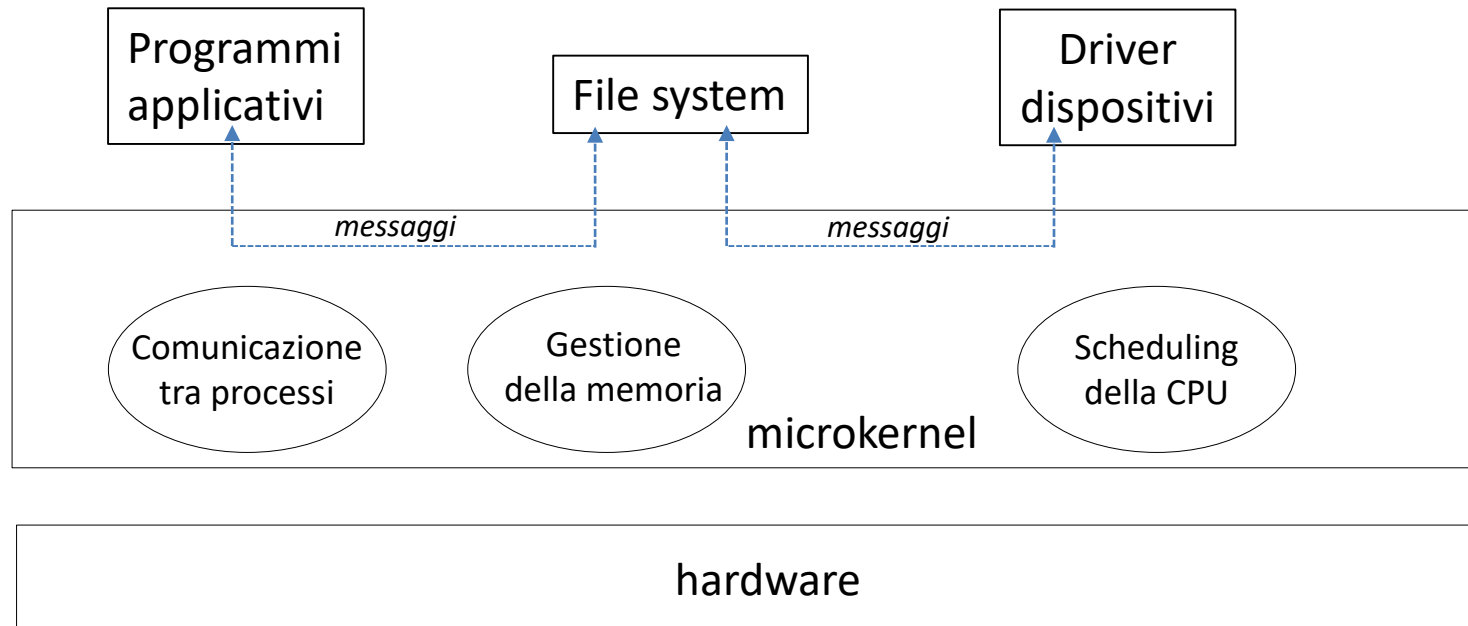 Programmi
applicativi
File system
Driver
dispositivi
messaggi
messaggi
Comunicazione
tra processi
Gestione
della memoria
Scheduling
della CPU
microkernel
hardware